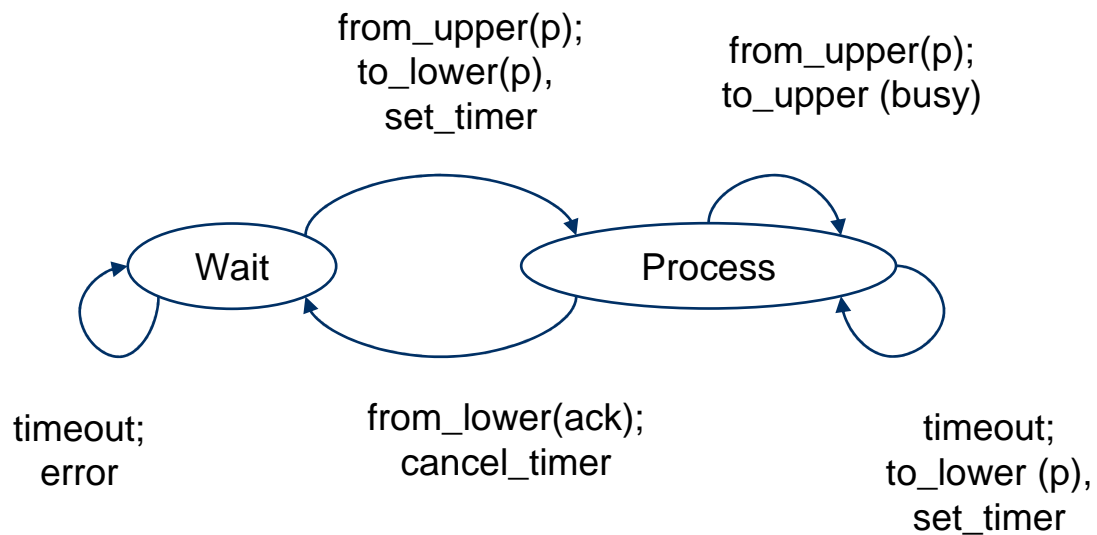 from_upper(p);
to_lower(p),
set_timer
from_upper(p);
to_upper (busy)
Wait
Process
timeout;
error
from_lower(ack);
cancel_timer
timeout;
to_lower (p),
set_timer